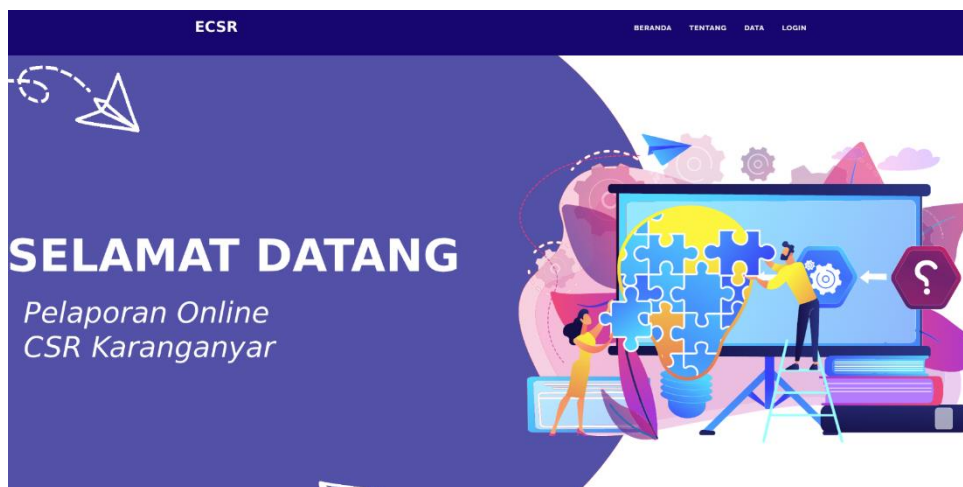 ECSR
BERANDA TENTANG DATA LOGIN
SELAMAT DATANG
Pelaporan Online
CSR Karanganyar
?